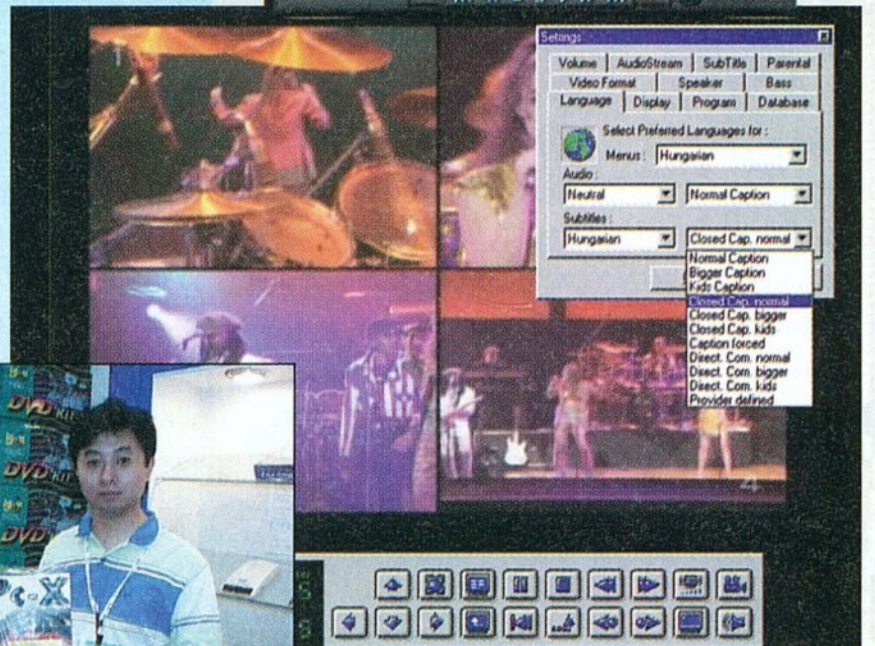 Settings
Volume AudioStream SubTitle Parental
Video Format Speaker Bass
Language Display Program Database
Select Preferred Languages for :
Menus : Hungarian
Audio :
Neutral Normal Caption
Subtitles :
Hungarian Closed Cap. normal
Normal Caption
Bigger Caption
Kids Caption
Closed Cap. normal
Closed Cap. bigger
Closed Cap. kids
Caption forced
Direct. Com. normal
Direct. Com. bigger
Direct. Com. kids
Provider defined
4
DVD KIT
DVD KIT
DVD